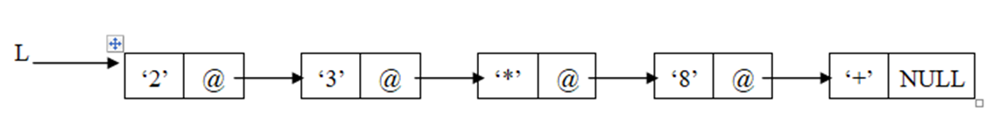 L ‘2’ @ ‘3’ @ ‘*’ @ ‘8’ @ ‘+’ NULL